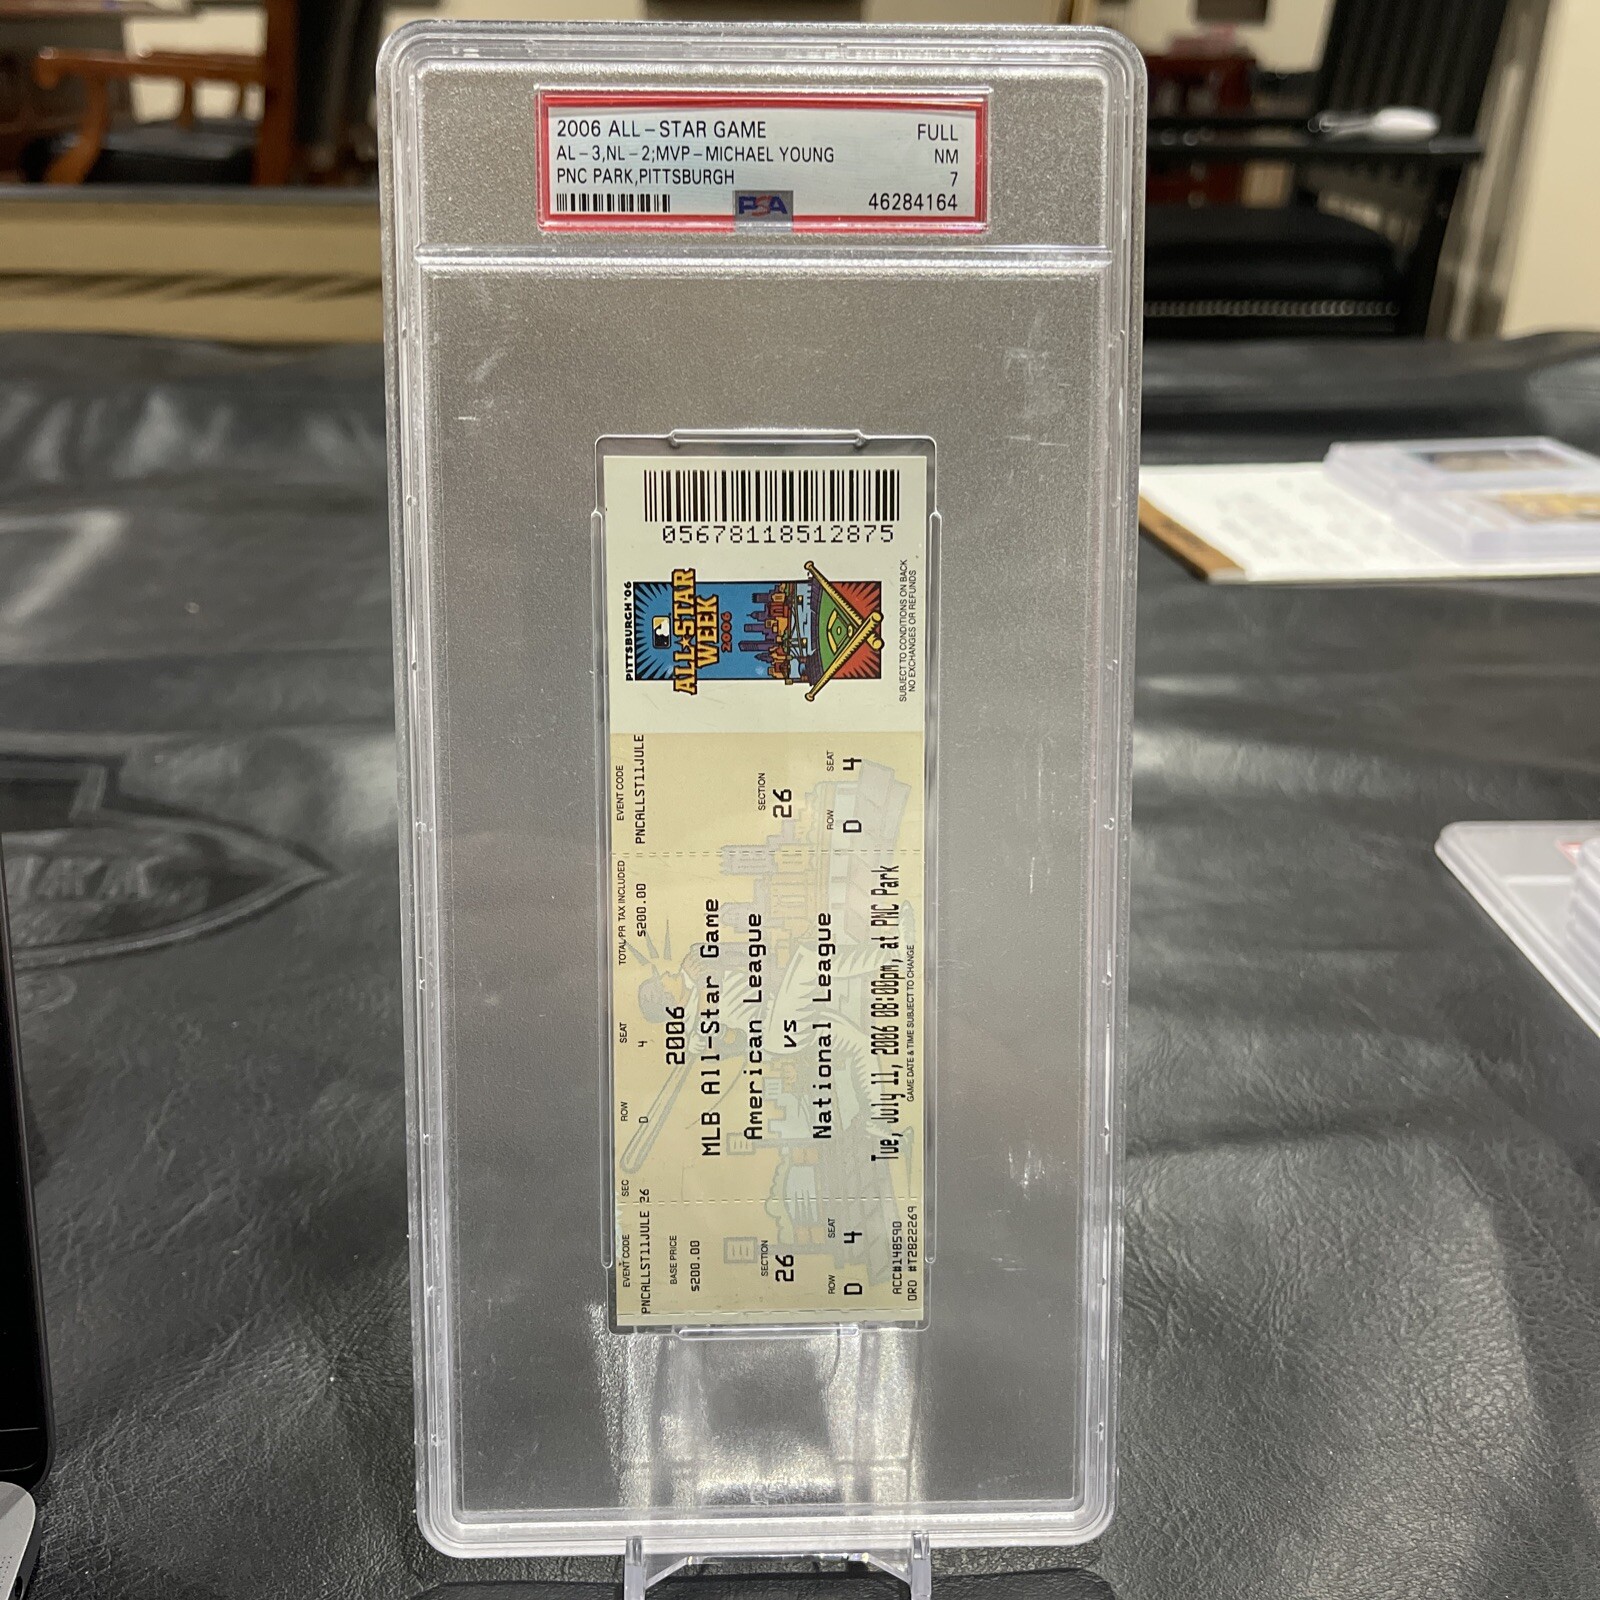 2006 ALL-STAR GAME FULL
AL-3,NL-2;MVP-MICHAEL YOUNG NM
PNC PARK,PITTSBURGH 7
PSA 46284164
05678118512875
PITTSBURGH '06
ALL★STAR
WEEK
2006
SUBJECT TO CONDITIONS ON BACK
NO EXCHANGES OR REFUNDS
EVENT CODE
PNCALLST11JULE
SECTION
26
ROW SEAT
D 4
SEC ROW SEAT TOTAL/PR TAX INCLUDED
26 D 4 $200.00
2006
MLB All-Star Game
American League
vs
National League
Tue, July 11, 2006 08:00pm, at PNC Park
GAME DATE & TIME SUBJECT TO CHANGE
EVENT CODE
PNCALLST11JULE
BASE PRICE
$200.00
SECTION
26
ROW SEAT
D 4
ACC#148590
ORD #T2822269